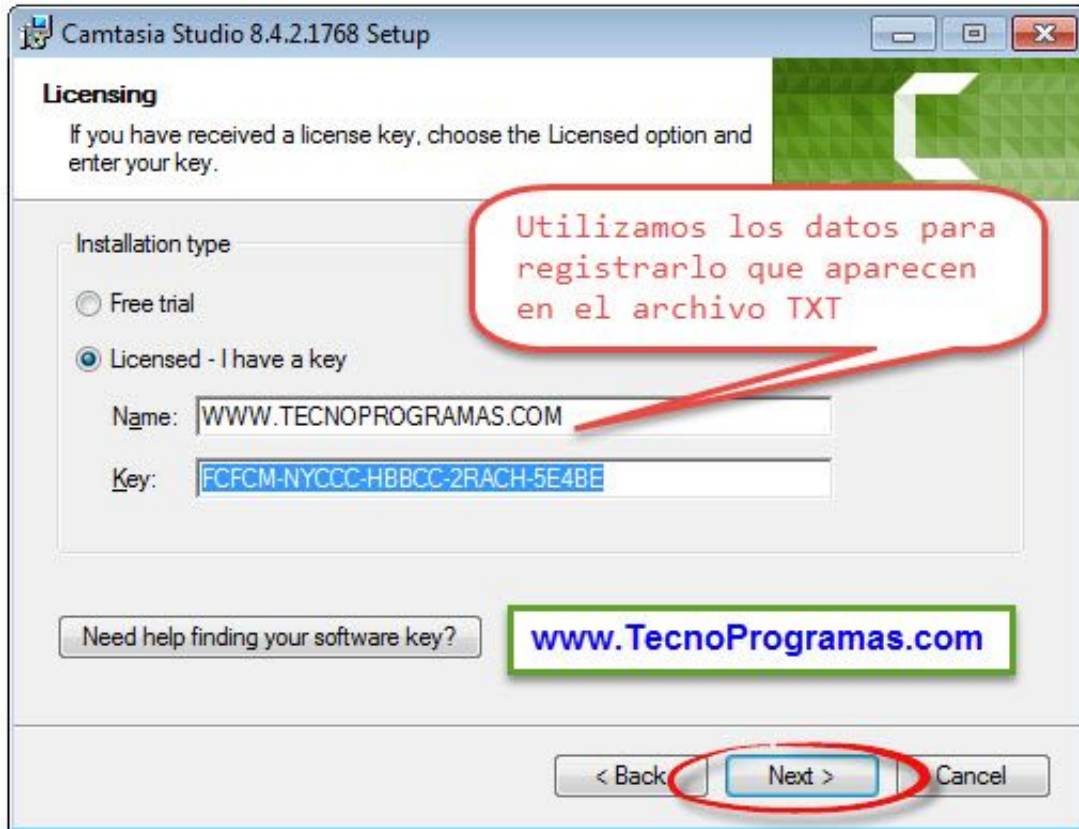 Camtasia Studio 8.4.2.1768 Setup
Licensing
If you have received a license key, choose the Licensed option and
enter your key.
Utilizamos los datos para
registrarlo que aparecen
en el archivo TXT
Installation type
Free trial
Licensed - I have a key
Name: WWW.TECNOPROGRAMAS.COM
Key: FCFCM-NYCCC-HBBCC-2RACH-5E4BE
Need help finding your software key?
www.TecnoProgramas.com
< Back
Next >
Cancel